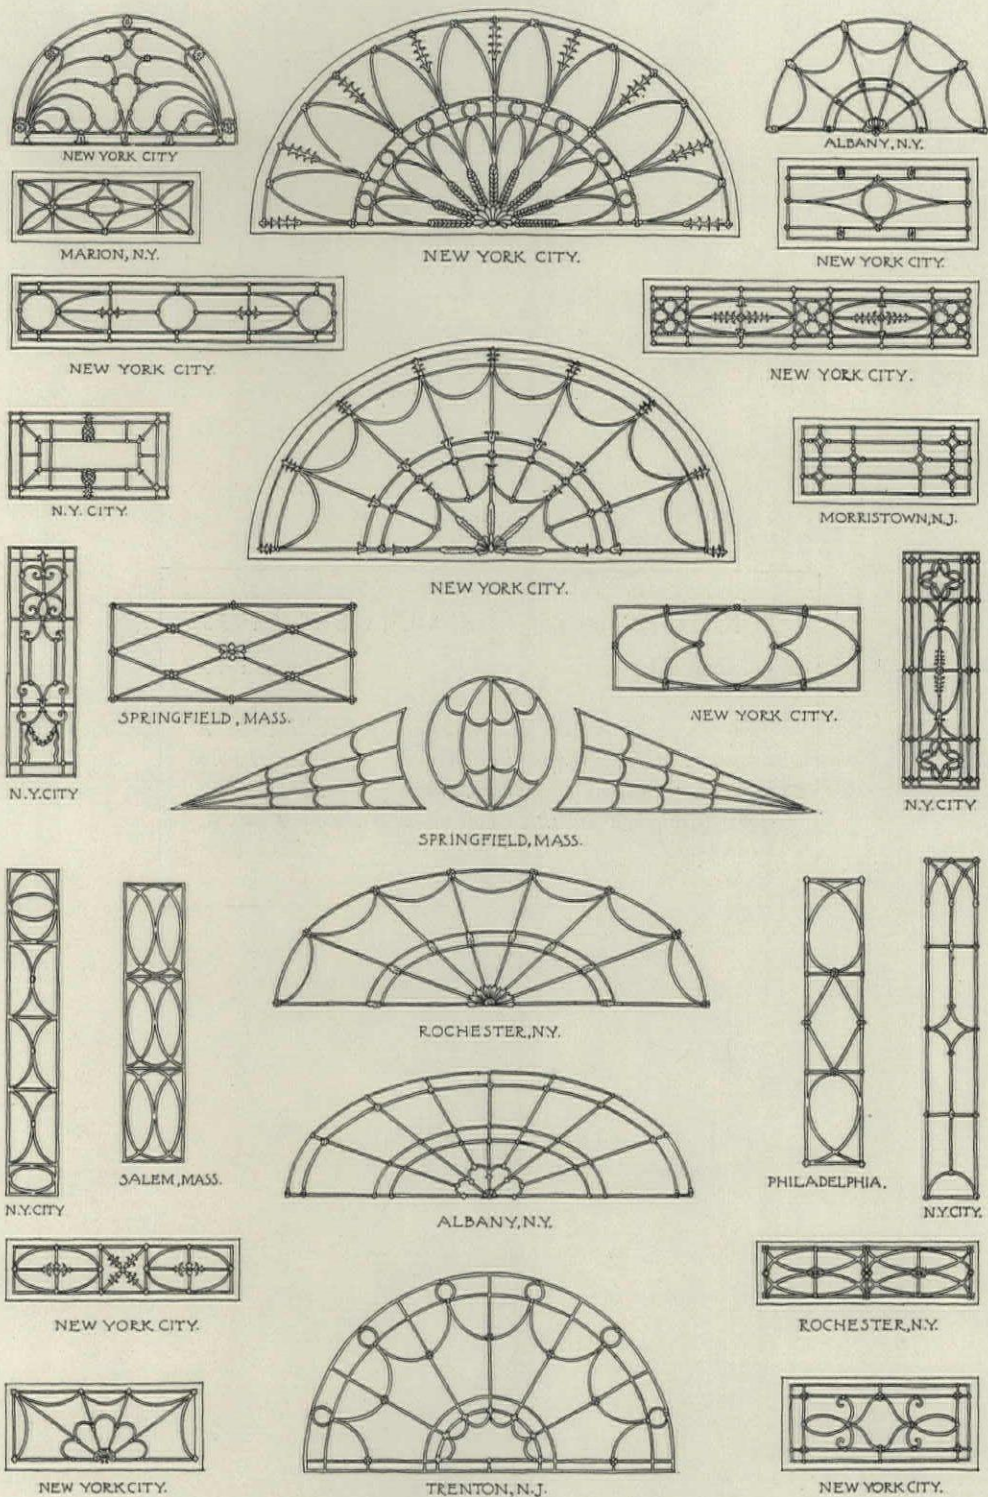 NEW YORK CITY
NEW YORK CITY.
ALBANY, N.Y.
MARION, N.Y.
NEW YORK CITY.
NEW YORK CITY.
NEW YORK CITY.
N.Y. CITY
NEW YORK CITY.
MORRISTOWN, N.J.
N.Y. CITY
SPRINGFIELD, MASS.
NEW YORK CITY.
N.Y. CITY
SPRINGFIELD, MASS.
N.Y. CITY
SALEM, MASS.
ROCHESTER, N.Y.
PHILADELPHIA.
N.Y. CITY.
ALBANY, N.Y.
NEW YORK CITY.
ROCHESTER, N.Y.
NEW YORK CITY.
TRENTON, N.J.
NEW YORK CITY.